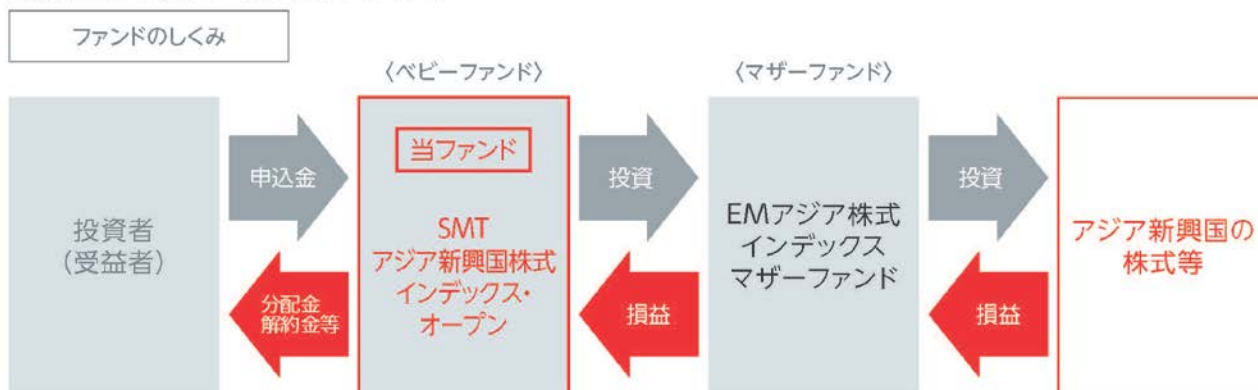 ファンドのしくみ
〈ベビーファンド〉
〈マザーファンド〉
投資者
(受益者)
申込金
分配金
解約金等
当ファンド
SMT
アジア新興国株式
インデックス・
オープン
投資
損益
EMアジア株式
インデックス
マザーファンド
投資
損益
アジア新興国の
株式等